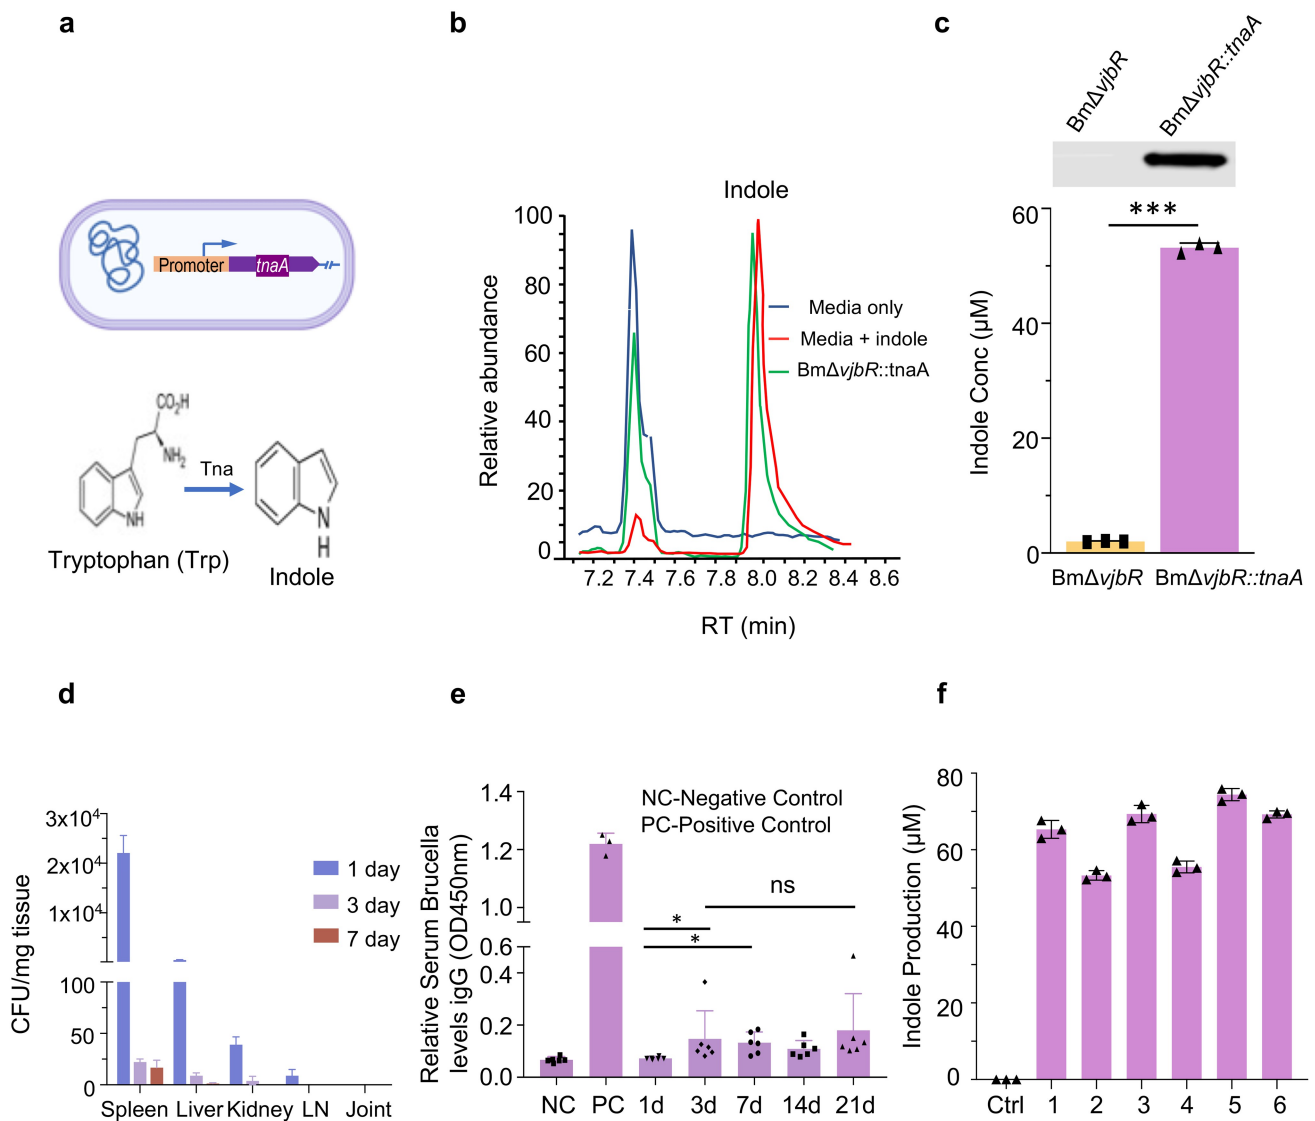 a
Promoter
tnaA
CO₂H
NH₂
NH
Tna
N
H
Tryptophan (Trp)
Indole
b
Indole
Relative abundance
100
80
60
40
20
0
Media only
Media + indole
BmΔvjbR::tnaA
7.2 7.4 7.6 7.8 8.0 8.2 8.4 8.6
RT (min)
c
BmΔvjbR
BmΔvjbR::tnaA
***
Indole Conc (µM)
60
40
20
0
BmΔvjbR BmΔvjbR::tnaA
d
CFU/mg tissue
3x10⁴
2x10⁴
1x10⁴
100
50
0
1 day
3 day
7 day
Spleen Liver Kidney LN Joint
e
Relative Serum Brucella
levels igG (OD450nm)
1.4
1.2
1.0
0.6
0.4
0.2
0.0
NC-Negative Control
PC-Positive Control
ns
*
*
NC PC 1d 3d 7d 14d 21d
f
Indole Production (µM)
80
60
40
20
0
Ctrl 1 2 3 4 5 6